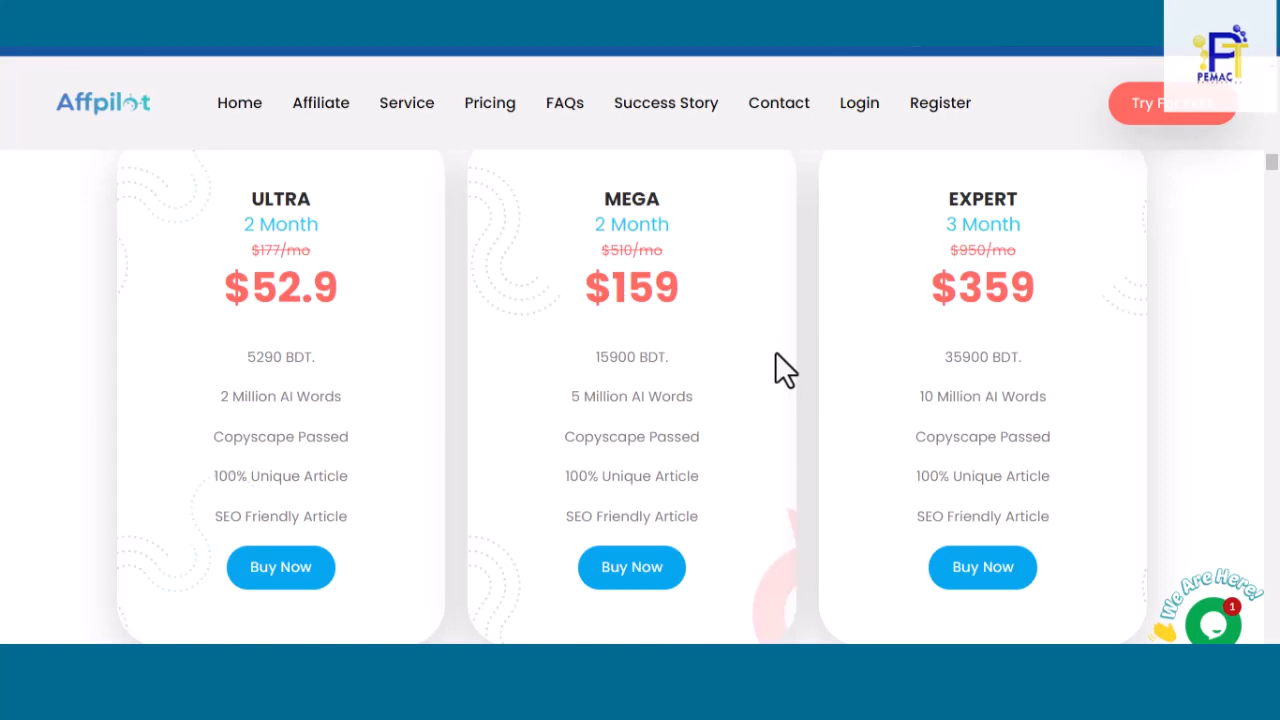 PT
PEMAC
Affpilot
Home Affiliate Service Pricing FAQs Success Story Contact Login Register
Try For Free
ULTRA
2 Month
$177/mo
$52.9
5290 BDT.
2 Million AI Words
Copyscape Passed
100% Unique Article
SEO Friendly Article
Buy Now
MEGA
2 Month
$510/mo
$159
15900 BDT.
5 Million AI Words
Copyscape Passed
100% Unique Article
SEO Friendly Article
Buy Now
EXPERT
3 Month
$950/mo
$359
35900 BDT.
10 Million AI Words
Copyscape Passed
100% Unique Article
SEO Friendly Article
Buy Now
We Are Here!
1